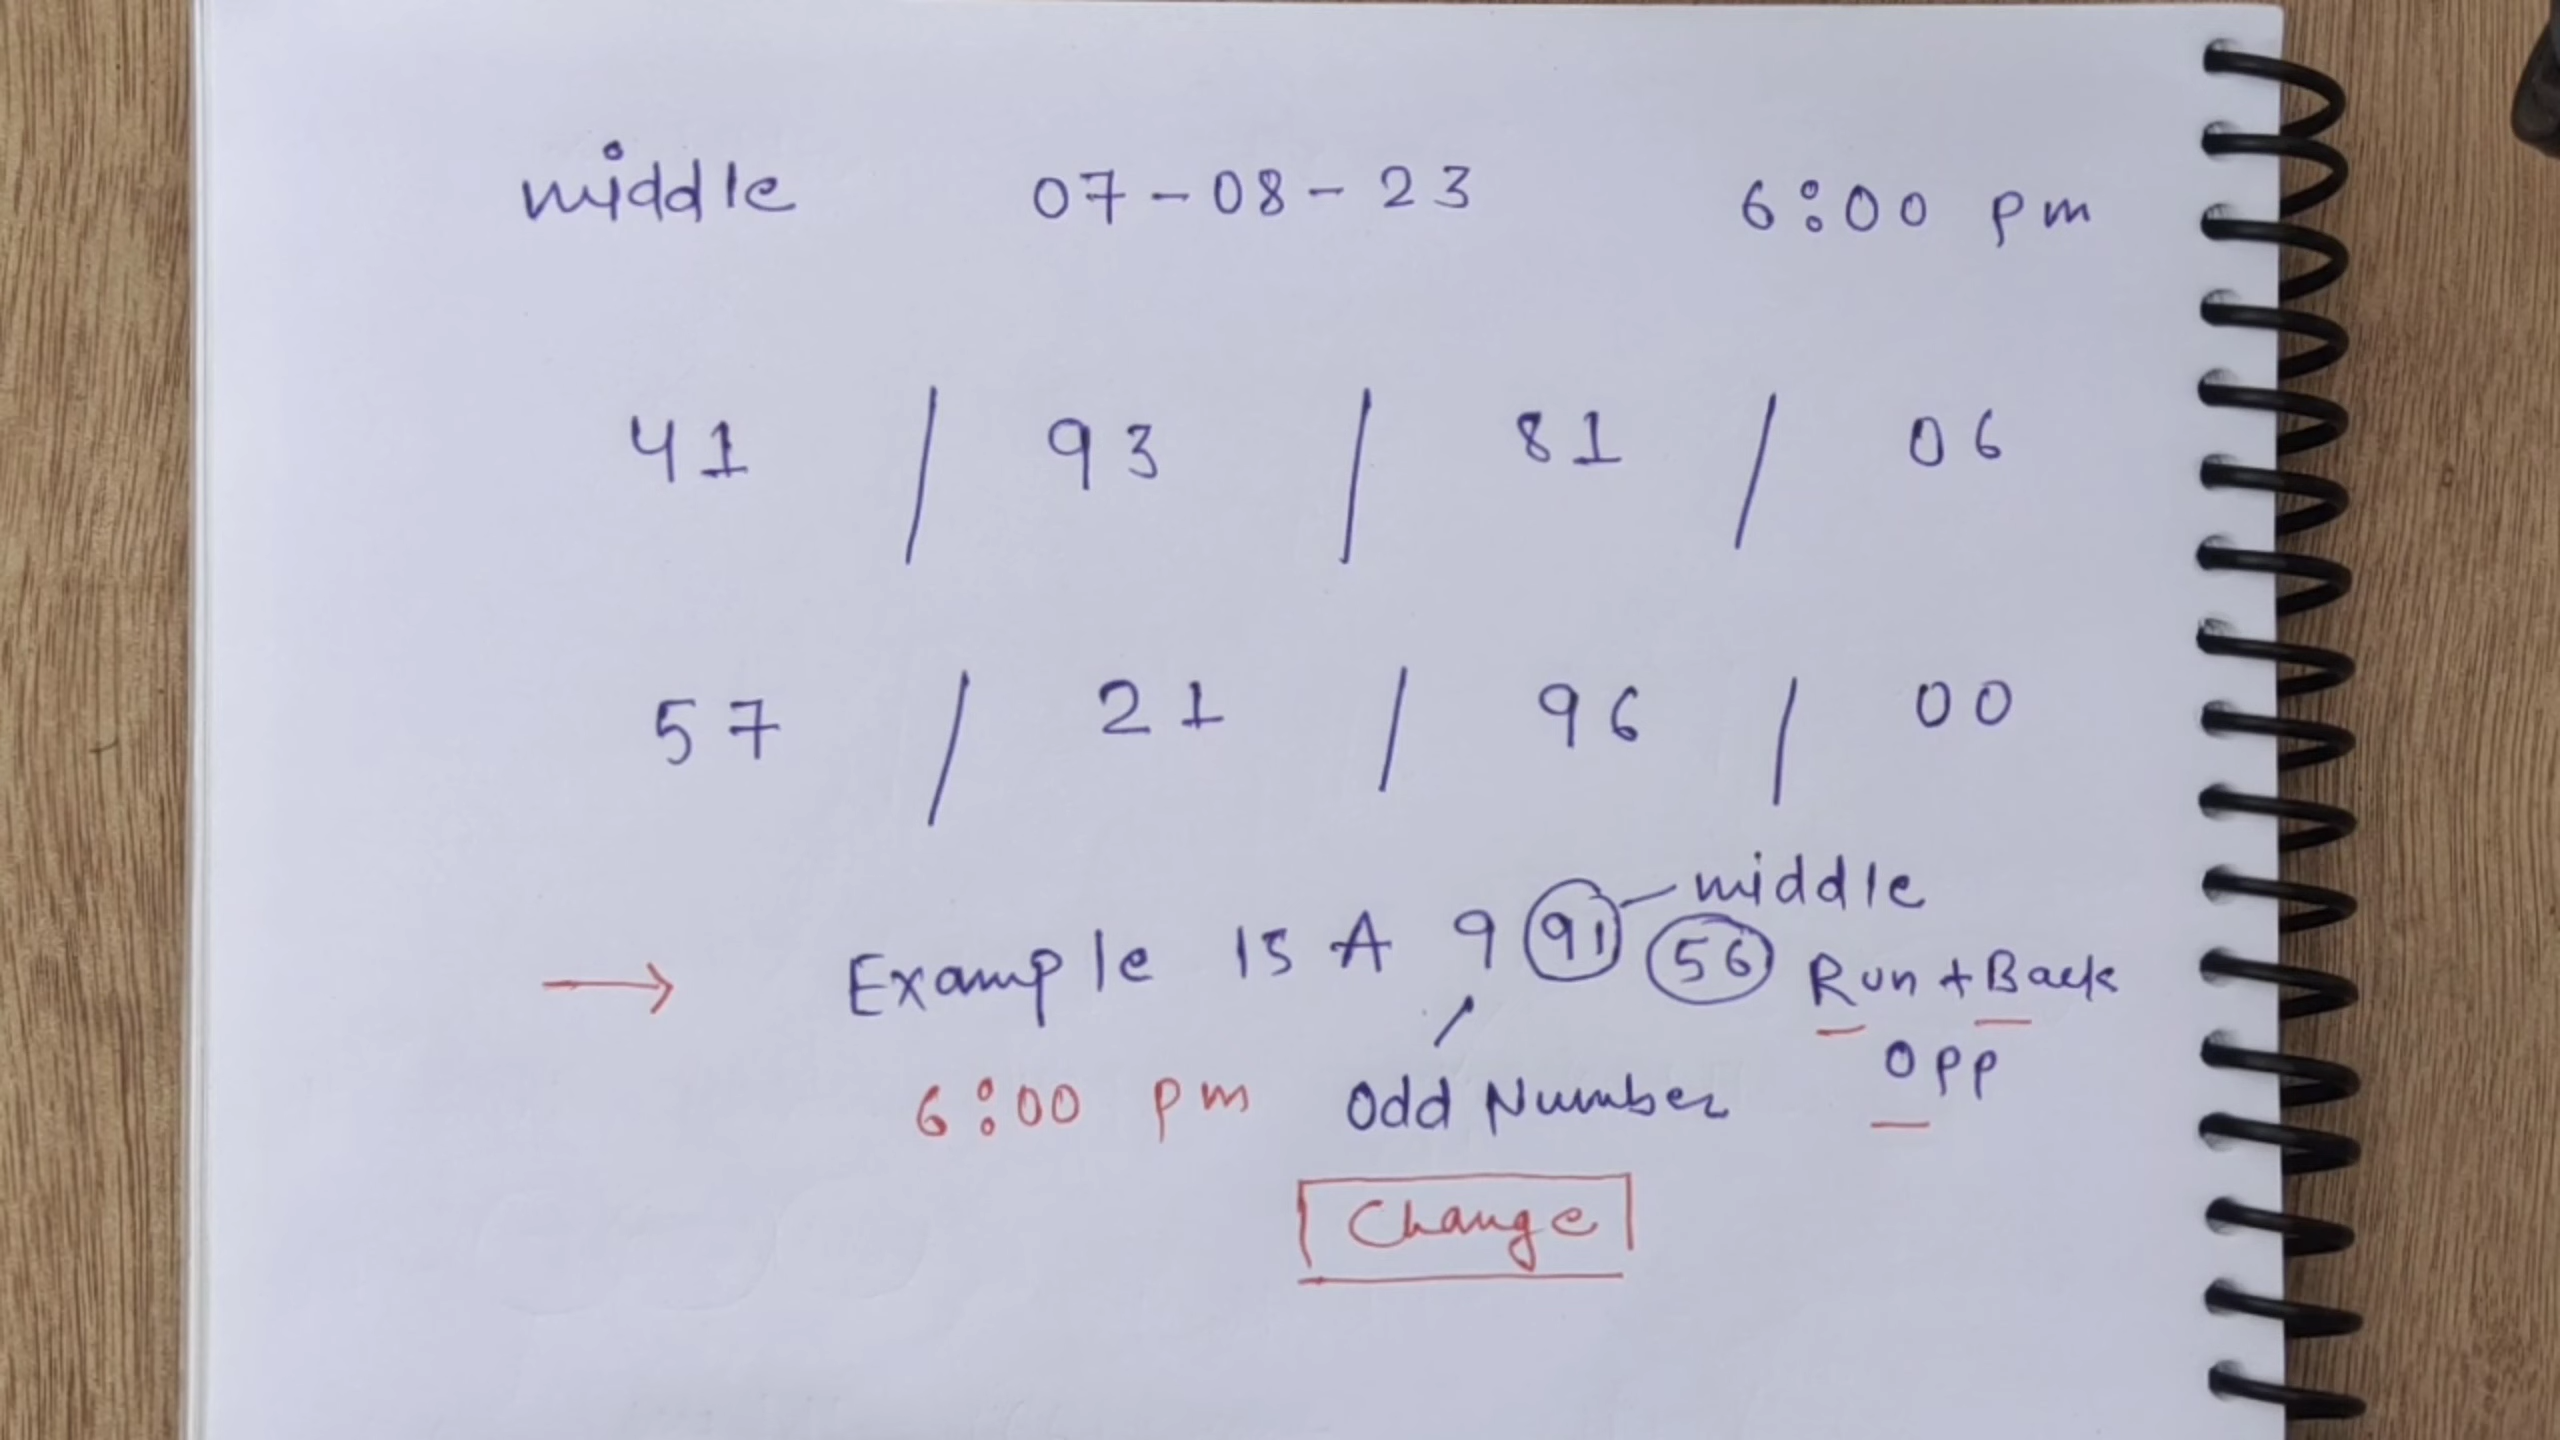 middle 07-08-23 6:00 pm
41 / 93 / 81 / 06
57 / 21 / 96 / 00
middle
→ Example Is A 9 91 56 Run + Back
6:00 pm Odd Number Opp
Change